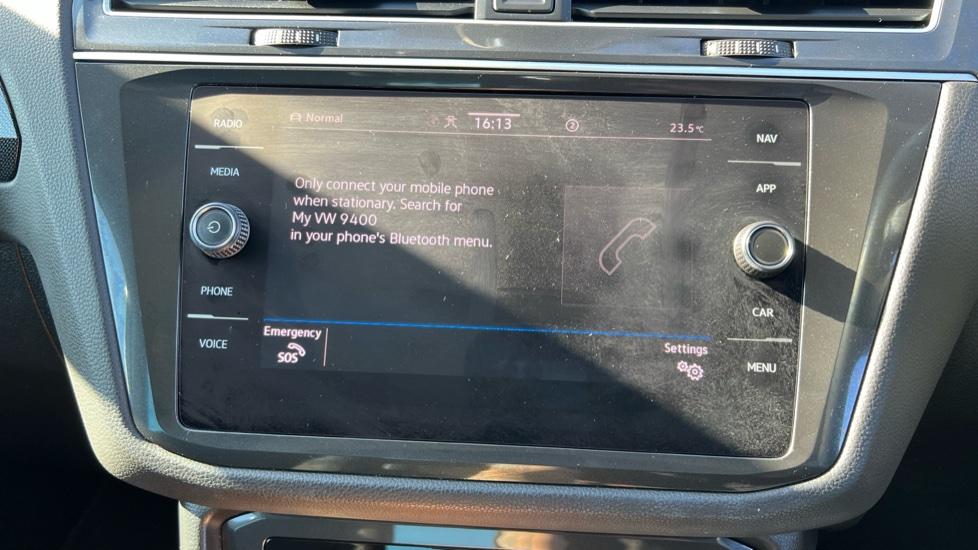 RADIO
MEDIA
PHONE
VOICE
Normal
16:13
2
23.5°C
Only connect your mobile phone
when stationary. Search for
My VW 9400
in your phone's Bluetooth menu.
Emergency
SOS
Settings
NAV
APP
CAR
MENU